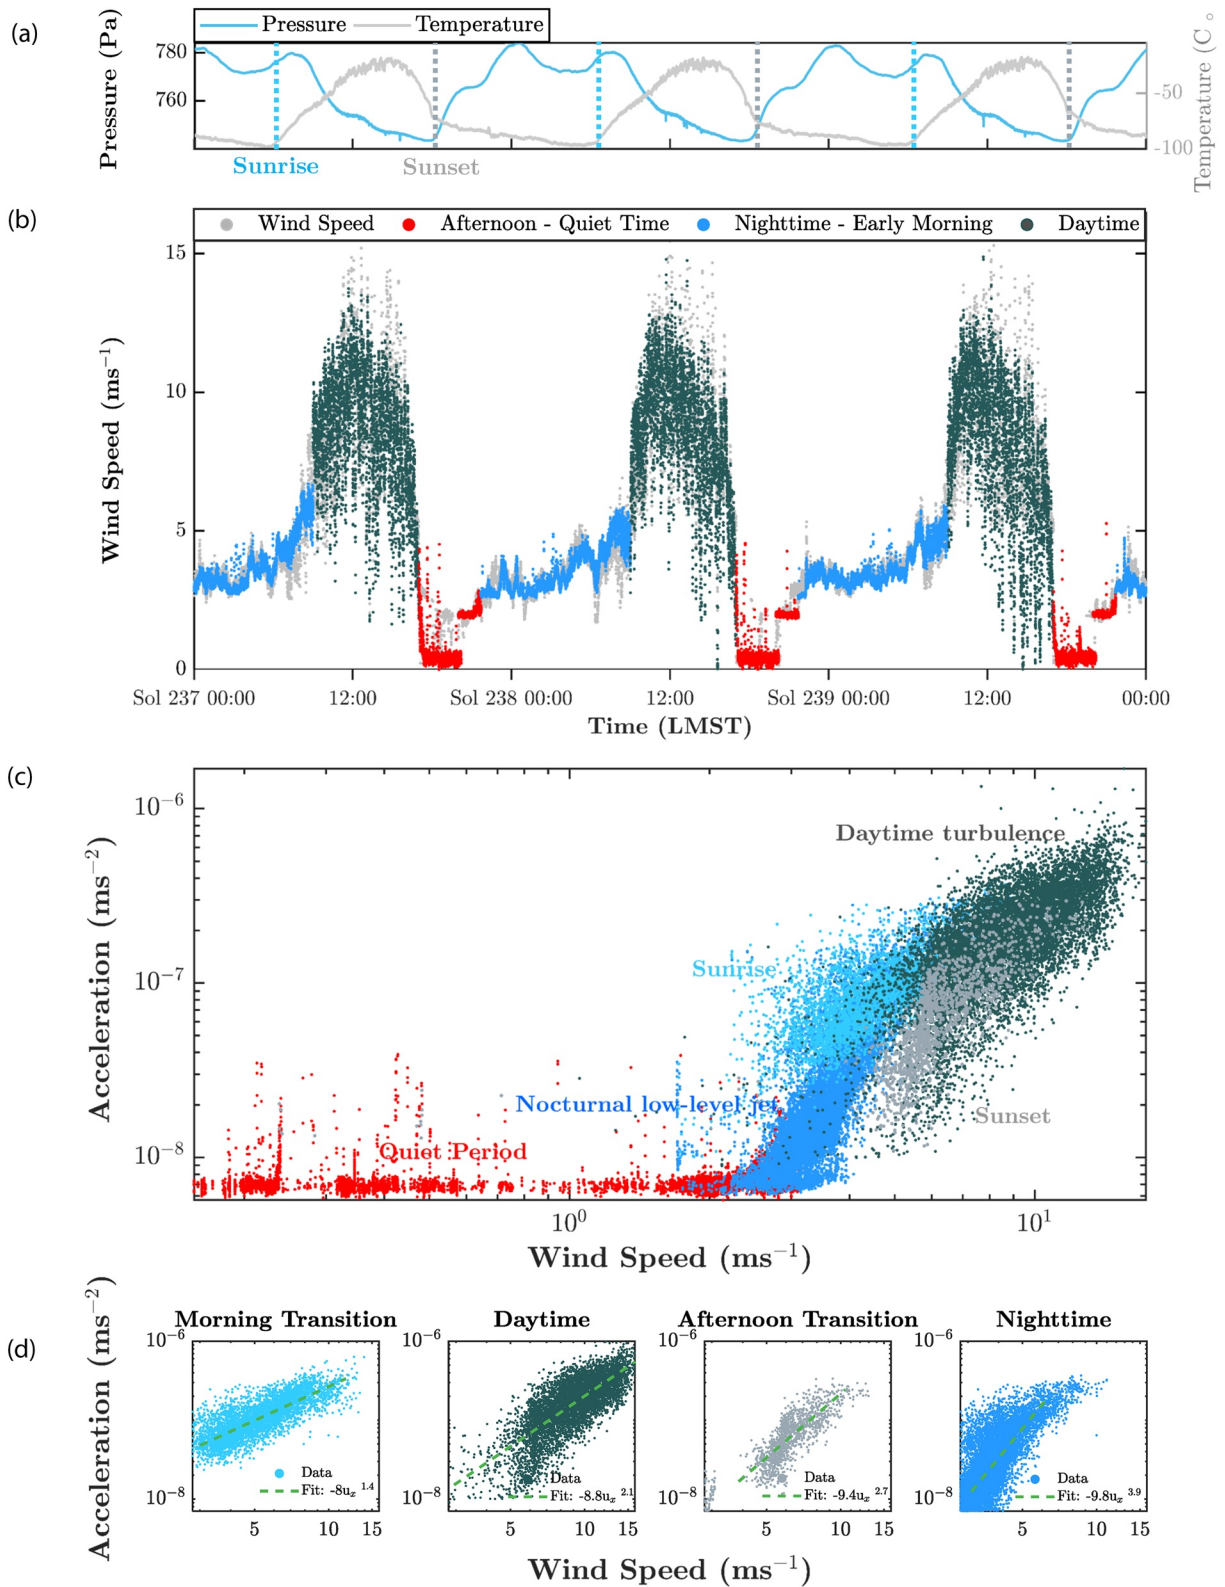 (a)
Pressure Temperature
Pressure (Pa)
780
760
-50
-100
Temperature (C °
Sunrise Sunset
(b)
Wind Speed Afternoon - Quiet Time Nighttime - Early Morning Daytime
Wind Speed (ms⁻¹)
15
10
5
0
Sol 237 00:00 12:00 Sol 238 00:00 12:00 Sol 239 00:00 12:00 00:00
Time (LMST)
(c)
Acceleration (ms⁻²)
10⁻⁶
10⁻⁷
10⁻⁸
Daytime turbulence
Sunrise
Nocturnal low-level jet
Sunset
Quiet Period
10⁰ 10¹
Wind Speed (ms⁻¹)
(d)
Acceleration (ms⁻²)
Morning Transition
10⁻⁶
10⁻⁸
Data
Fit: -8uₓ ¹·⁴
5 10 15
Daytime
10⁻⁶
10⁻⁸
Data
Fit: -8.8uₓ ²·¹
5 10 15
Afternoon Transition
10⁻⁶
10⁻⁸
Data
Fit: -9.4uₓ ²·⁷
5 10 15
Nighttime
10⁻⁶
10⁻⁸
Data
Fit: -9.8uₓ ³·⁹
5 10 15
Wind Speed (ms⁻¹)